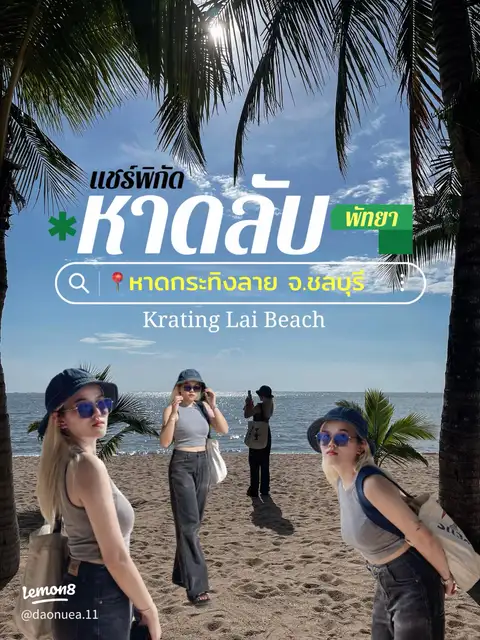 แชร์พิกัด
หาดลับ
พัทยา
หาดกระทิงลาย จ.ชลบุรี
Krating Lai Beach
lemon8
@daonuea.11